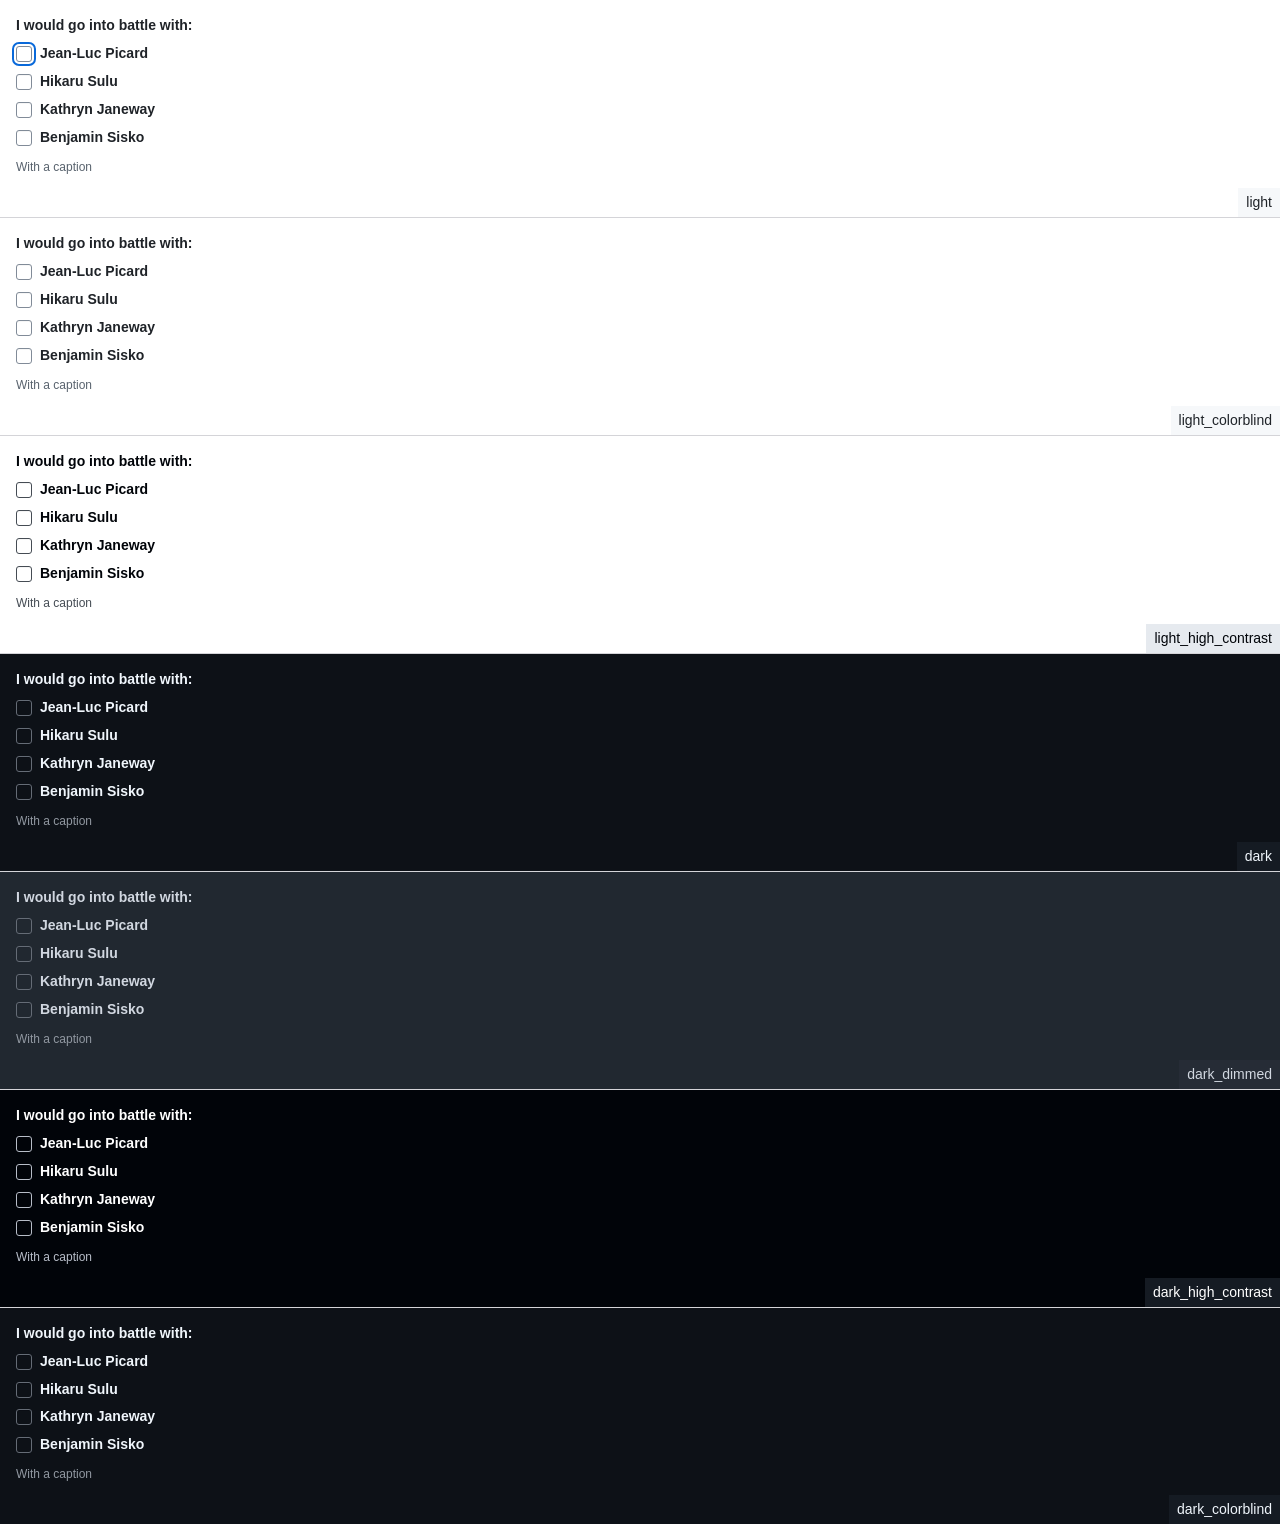 I would go into battle with:
Jean-Luc Picard
Hikaru Sulu
Kathryn Janeway
Benjamin Sisko
With a caption
light
I would go into battle with:
Jean-Luc Picard
Hikaru Sulu
Kathryn Janeway
Benjamin Sisko
With a caption
light_colorblind
I would go into battle with:
Jean-Luc Picard
Hikaru Sulu
Kathryn Janeway
Benjamin Sisko
With a caption
light_high_contrast
I would go into battle with:
Jean-Luc Picard
Hikaru Sulu
Kathryn Janeway
Benjamin Sisko
With a caption
dark
I would go into battle with:
Jean-Luc Picard
Hikaru Sulu
Kathryn Janeway
Benjamin Sisko
With a caption
dark_dimmed
I would go into battle with:
Jean-Luc Picard
Hikaru Sulu
Kathryn Janeway
Benjamin Sisko
With a caption
dark_high_contrast
I would go into battle with:
Jean-Luc Picard
Hikaru Sulu
Kathryn Janeway
Benjamin Sisko
With a caption
dark_colorblind